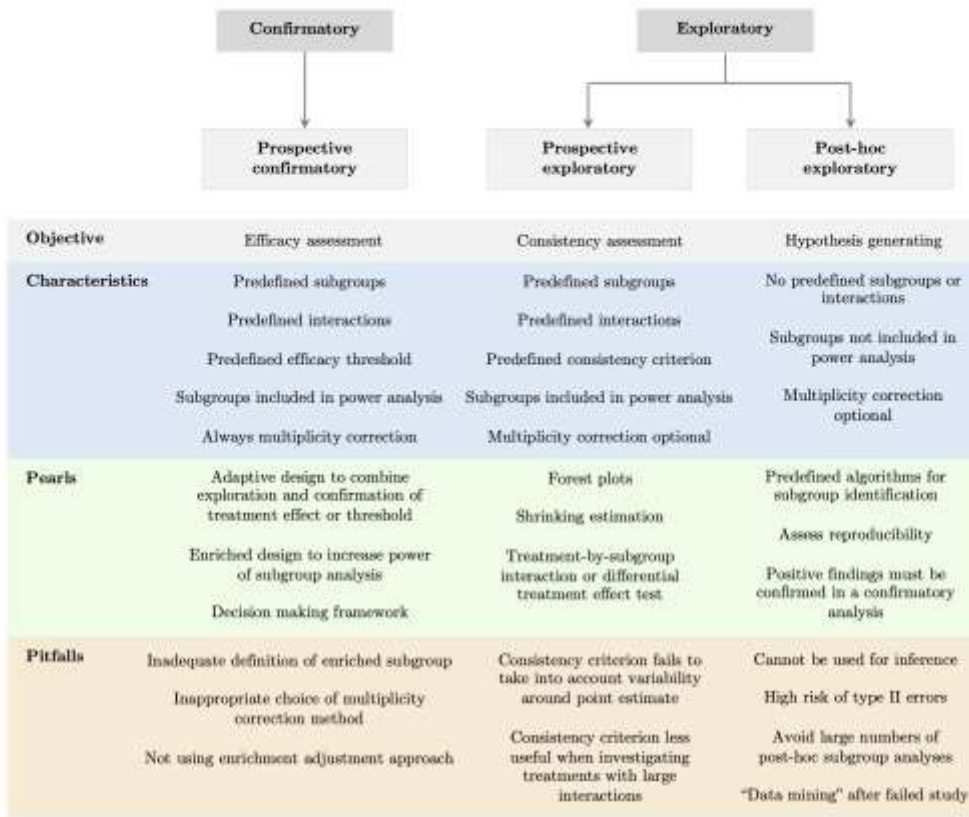 Confirmatory
Exploratory
Prospective
confirmatory
Prospective
exploratory
Post-hoc
exploratory
Objective
Efficacy assessment
Consistency assessment
Hypothesis generating
Characteristics
Predefined subgroups
Predefined interactions
Predefined efficacy threshold
Subgroups included in power analysis
Always multiplicity correction
Predefined subgroups
Predefined interactions
Predefined consistency criterion
Subgroups included in power analysis
Multiplicity correction optional
No predefined subgroups or
interactions
Subgroups not included in
power analysis
Multiplicity correction
optional
Pearls
Adaptive design to combine
exploration and confirmation of
treatment effect or threshold
Enriched design to increase power
of subgroup analysis
Decision making framework
Forest plots
Shrinking estimation
Treatment-by-subgroup
interaction or differential
treatment effect test
Predefined algorithms for
subgroup identification
Assess reproducibility
Positive findings must be
confirmed in a confirmatory
analysis
Pitfalls
Inadequate definition of enriched subgroup
Inappropriate choice of multiplicity
correction method
Not using enrichment adjustment approach
Consistency criterion fails to
take into account variability
around point estimate
Consistency criterion less
useful when investigating
treatments with large
interactions
Cannot be used for inference
High risk of type II errors
Avoid large numbers of
post-hoc subgroup analyses
“Data mining” after failed study